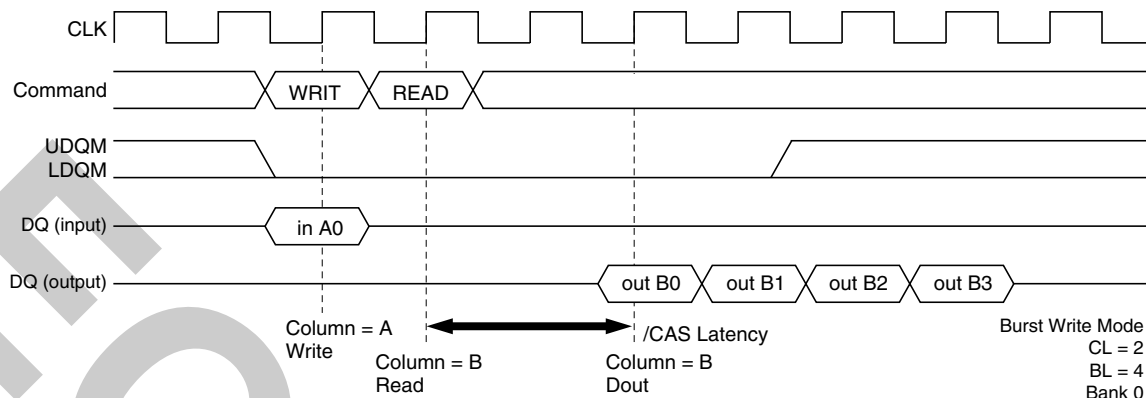 CLK
Command
WRIT
READ
UDQM
LDQM
DQ (input)
in A0
DQ (output)
out B0
out B1
out B2
out B3
Column = A
Write
Column = B
Read
/CAS Latency
Column = B
Dout
Burst Write Mode
CL = 2
BL = 4
Bank 0